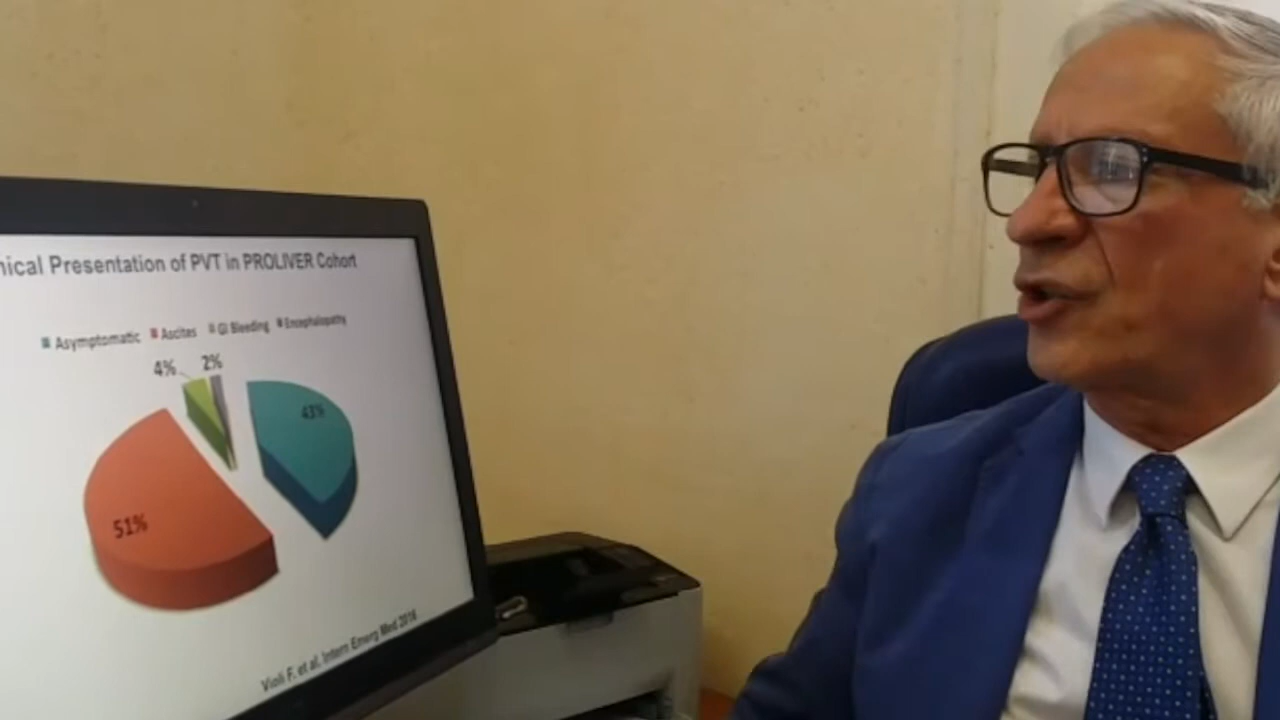 nical Presentation of PVT in PROLIVER Cohort
Asymptomatic Ascites GI Bleeding Encephalopathy
4% 2%
43%
51%
Violi F. et al. Intern Emerg Med 2016